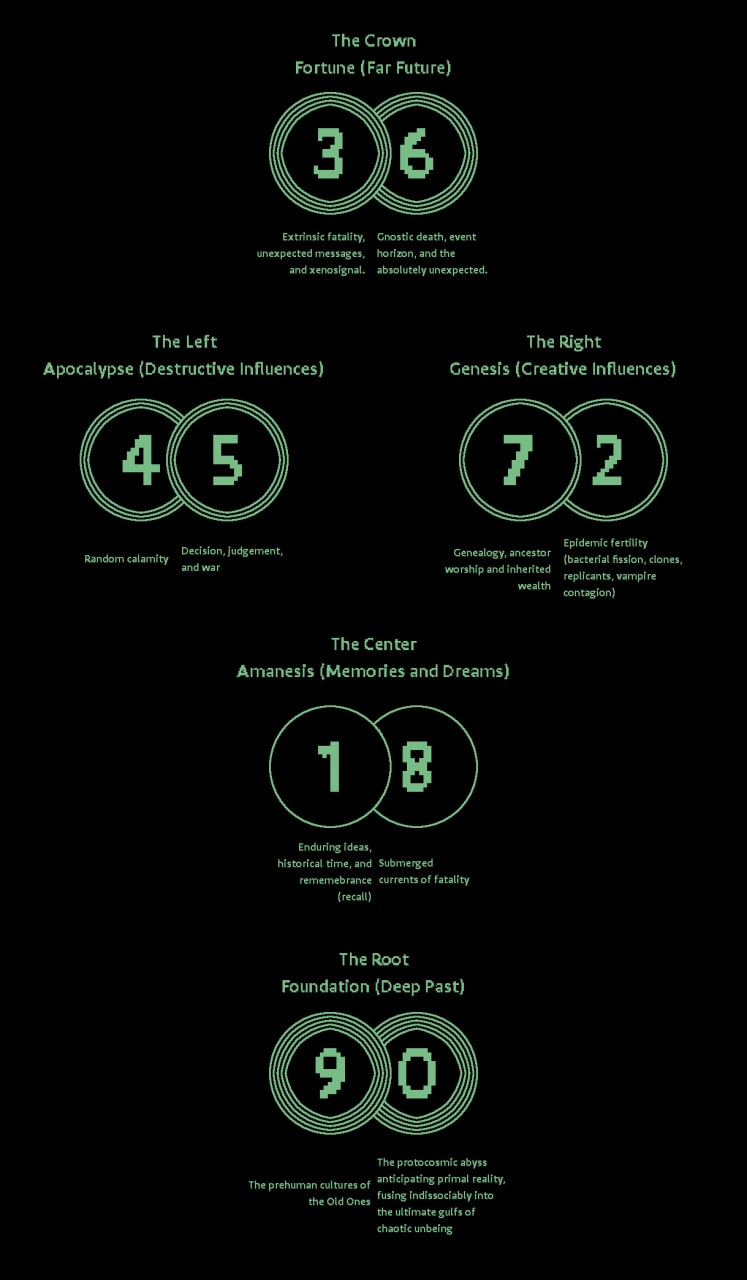 The Crown
Fortune (Far Future)
3 6
Extrinsic fatality,
unexpected messages,
and xenosignal.
Gnostic death, event
horizon, and the
absolutely unexpected.
The Left
Apocalypse (Destructive Influences)
4 5
Random calamity
Decision, judgement,
and war
The Right
Genesis (Creative Influences)
7 2
Genealogy, ancestor
worship and inherited
wealth
Epidemic fertility
(bacterial fission, clones,
replicants, vampire
contagion)
The Center
Amanesis (Memories and Dreams)
1 8
Enduring ideas,
historical time, and
rememebrance
(recall)
Submerged
currents of fatality
The Root
Foundation (Deep Past)
9 0
The prehuman cultures of
the Old Ones
The protocosmic abyss
anticipating primal reality,
fusing indissociably into
the ultimate gulfs of
chaotic unbeing